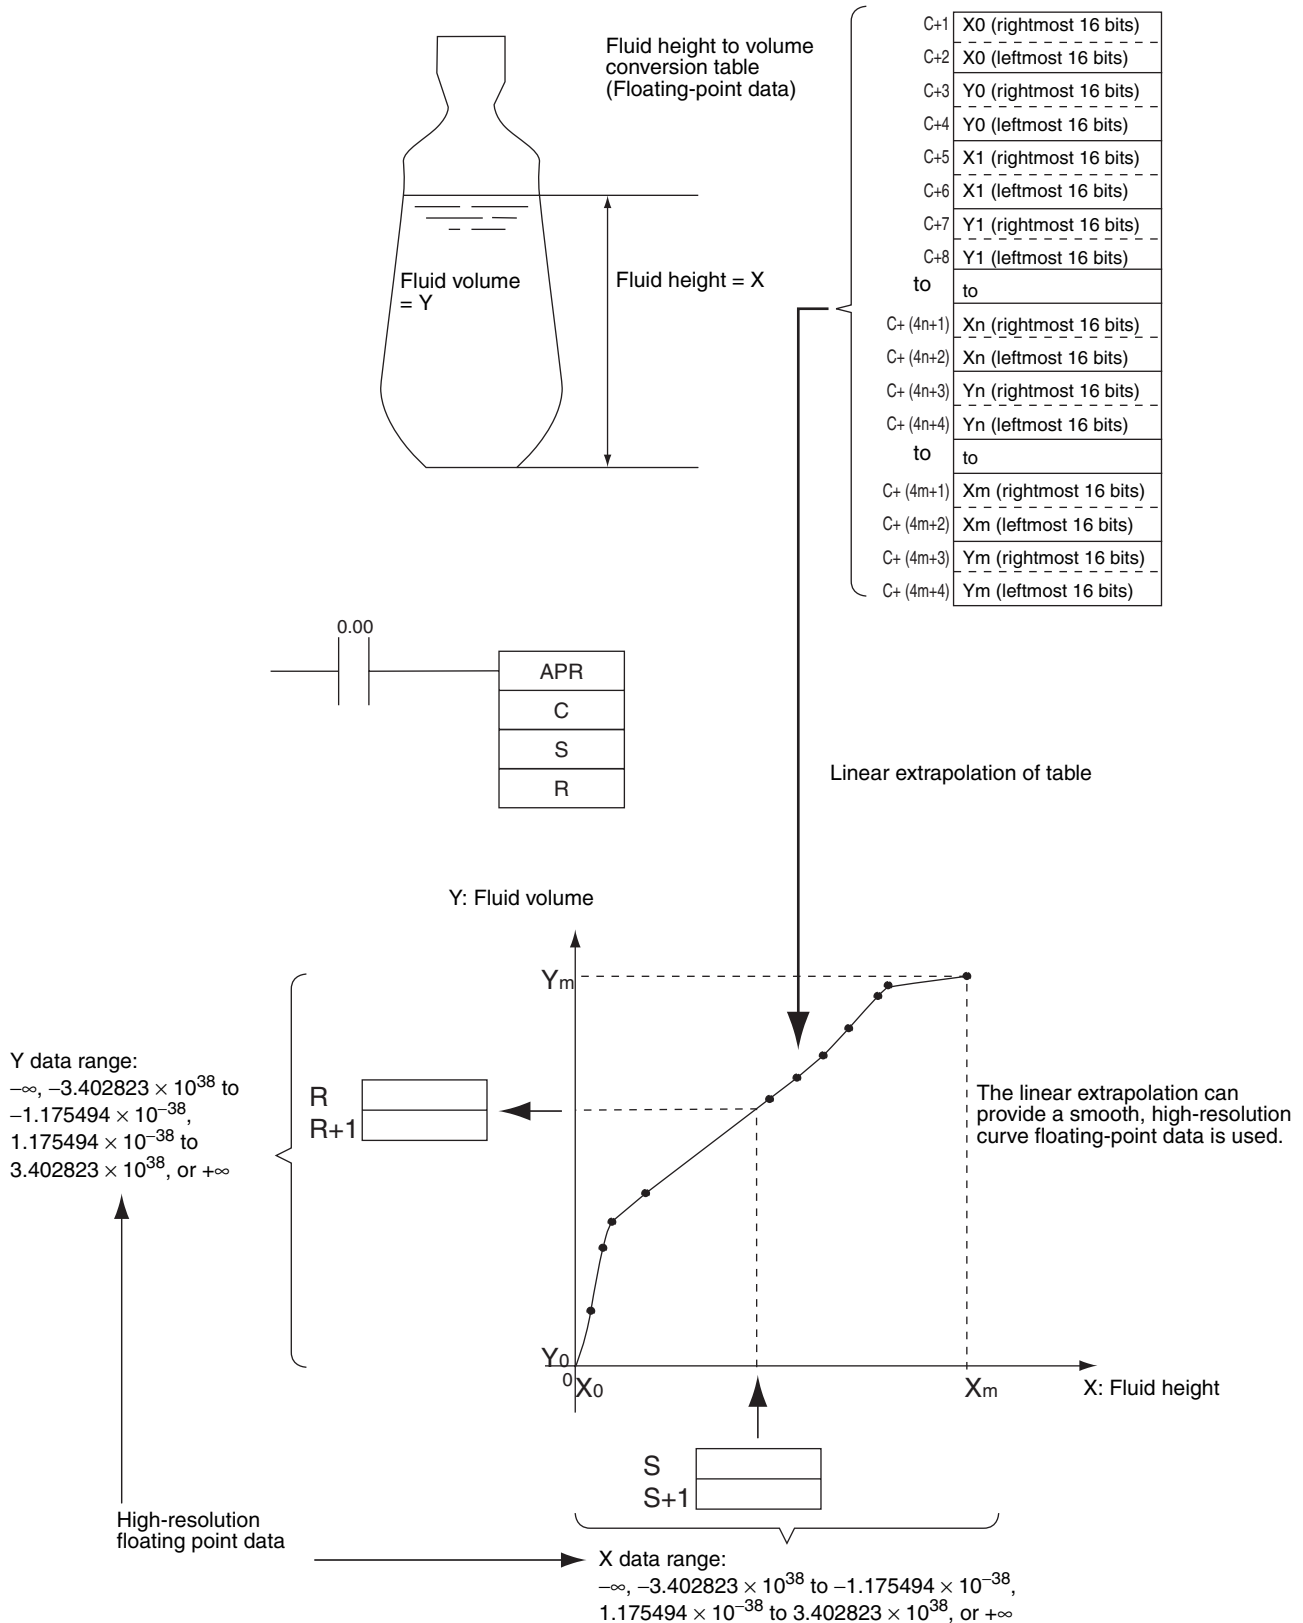 Fluid height to volume
conversion table
(Floating-point data)
C+1 X0 (rightmost 16 bits)
C+2 X0 (leftmost 16 bits)
C+3 Y0 (rightmost 16 bits)
C+4 Y0 (leftmost 16 bits)
C+5 X1 (rightmost 16 bits)
C+6 X1 (leftmost 16 bits)
C+7 Y1 (rightmost 16 bits)
C+8 Y1 (leftmost 16 bits)
to to
C+ (4n+1) Xn (rightmost 16 bits)
C+ (4n+2) Xn (leftmost 16 bits)
C+ (4n+3) Yn (rightmost 16 bits)
C+ (4n+4) Yn (leftmost 16 bits)
to to
C+ (4m+1) Xm (rightmost 16 bits)
C+ (4m+2) Xm (leftmost 16 bits)
C+ (4m+3) Ym (rightmost 16 bits)
C+ (4m+4) Ym (leftmost 16 bits)
Fluid volume
= Y
Fluid height = X
0.00
APR
C
S
R
Linear extrapolation of table
Y: Fluid volume
Ym
Y data range:
−∞, −3.402823 × 10^38 to
−1.175494 × 10^−38,
1.175494 × 10^−38 to
3.402823 × 10^38, or +∞
R
R+1
The linear extrapolation can
provide a smooth, high-resolution
curve floating-point data is used.
Y0
0 X0
Xm
X: Fluid height
S
S+1
High-resolution
floating point data
X data range:
−∞, −3.402823 × 10^38 to −1.175494 × 10^−38,
1.175494 × 10^−38 to 3.402823 × 10^38, or +∞